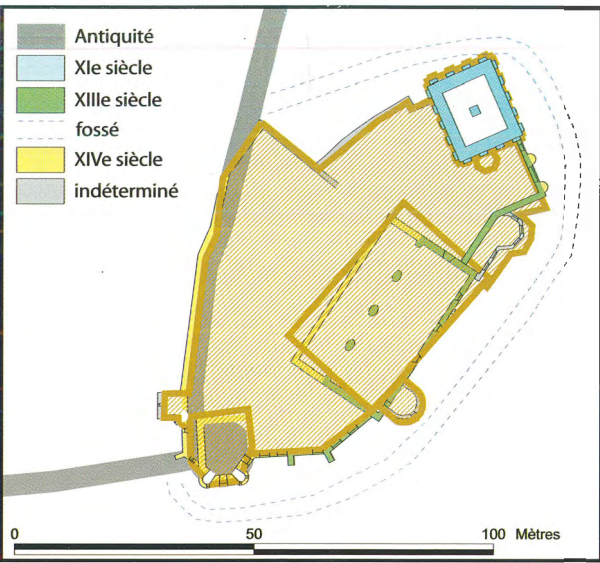 Antiquité
XIe siècle
XIIIe siècle
fossé
XIVe siècle
indéterminé
0 50 100 Mètres